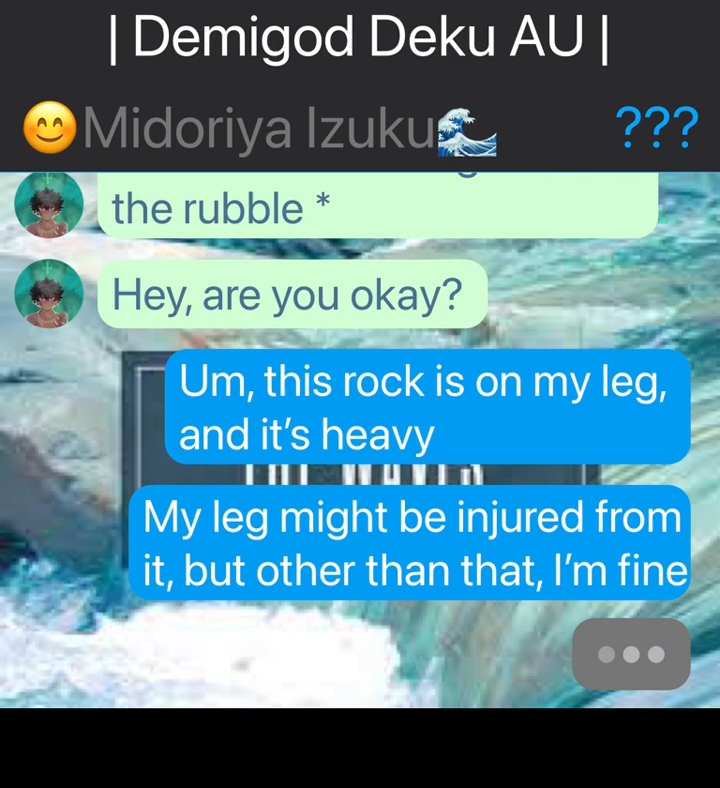 | Demigod Deku AU |
😊Midoriya Izuku🌊 ???
the rubble *
Hey, are you okay?
Um, this rock is on my leg,
and it’s heavy
My leg might be injured from
it, but other than that, I’m fine